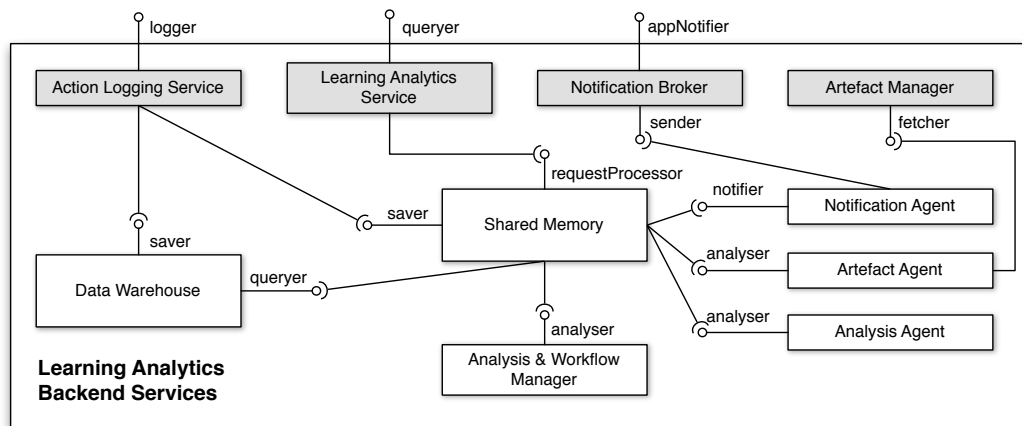 logger
queryer
appNotifier
Action Logging Service
Learning Analytics
Service
Notification Broker
Artefact Manager
sender
fetcher
requestProcessor
notifier
saver
Shared Memory
Notification Agent
saver
analyser
Artefact Agent
queryer
Data Warehouse
analyser
Analysis Agent
analyser
Learning Analytics
Backend Services
Analysis & Workflow
Manager